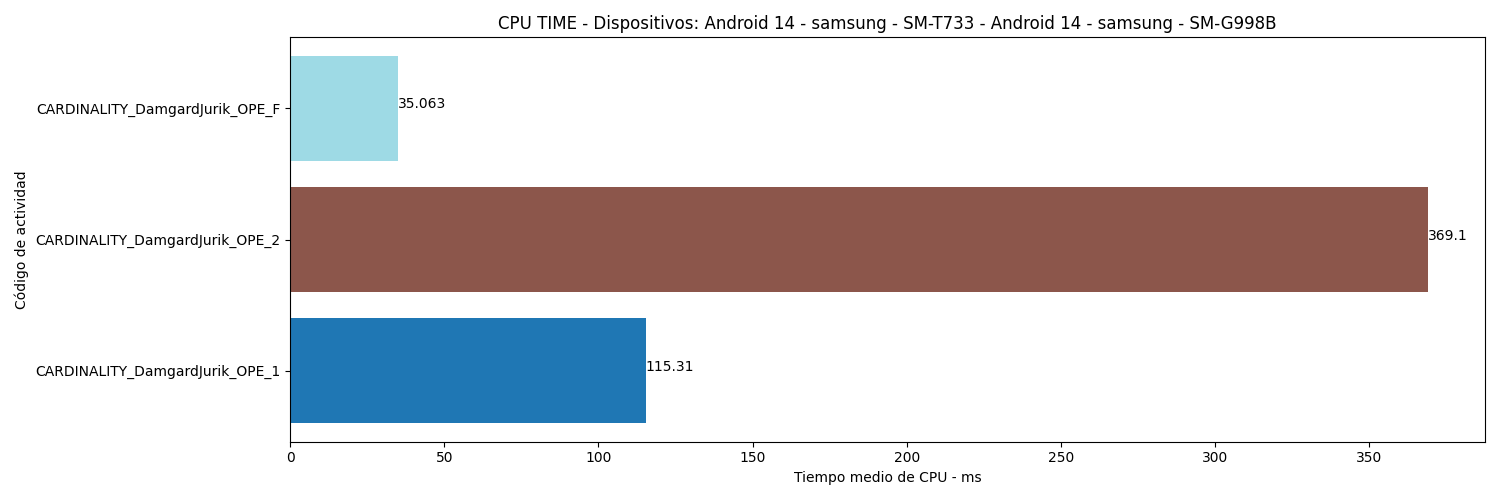 CPU TIME - Dispositivos: Android 14 - samsung - SM-T733 - Android 14 - samsung - SM-G998B
Código de actividad
CARDINALITY_DamgardJurik_OPE_F
35.063
CARDINALITY_DamgardJurik_OPE_2
369.1
CARDINALITY_DamgardJurik_OPE_1
115.31
0 50 100 150 200 250 300 350
Tiempo medio de CPU - ms